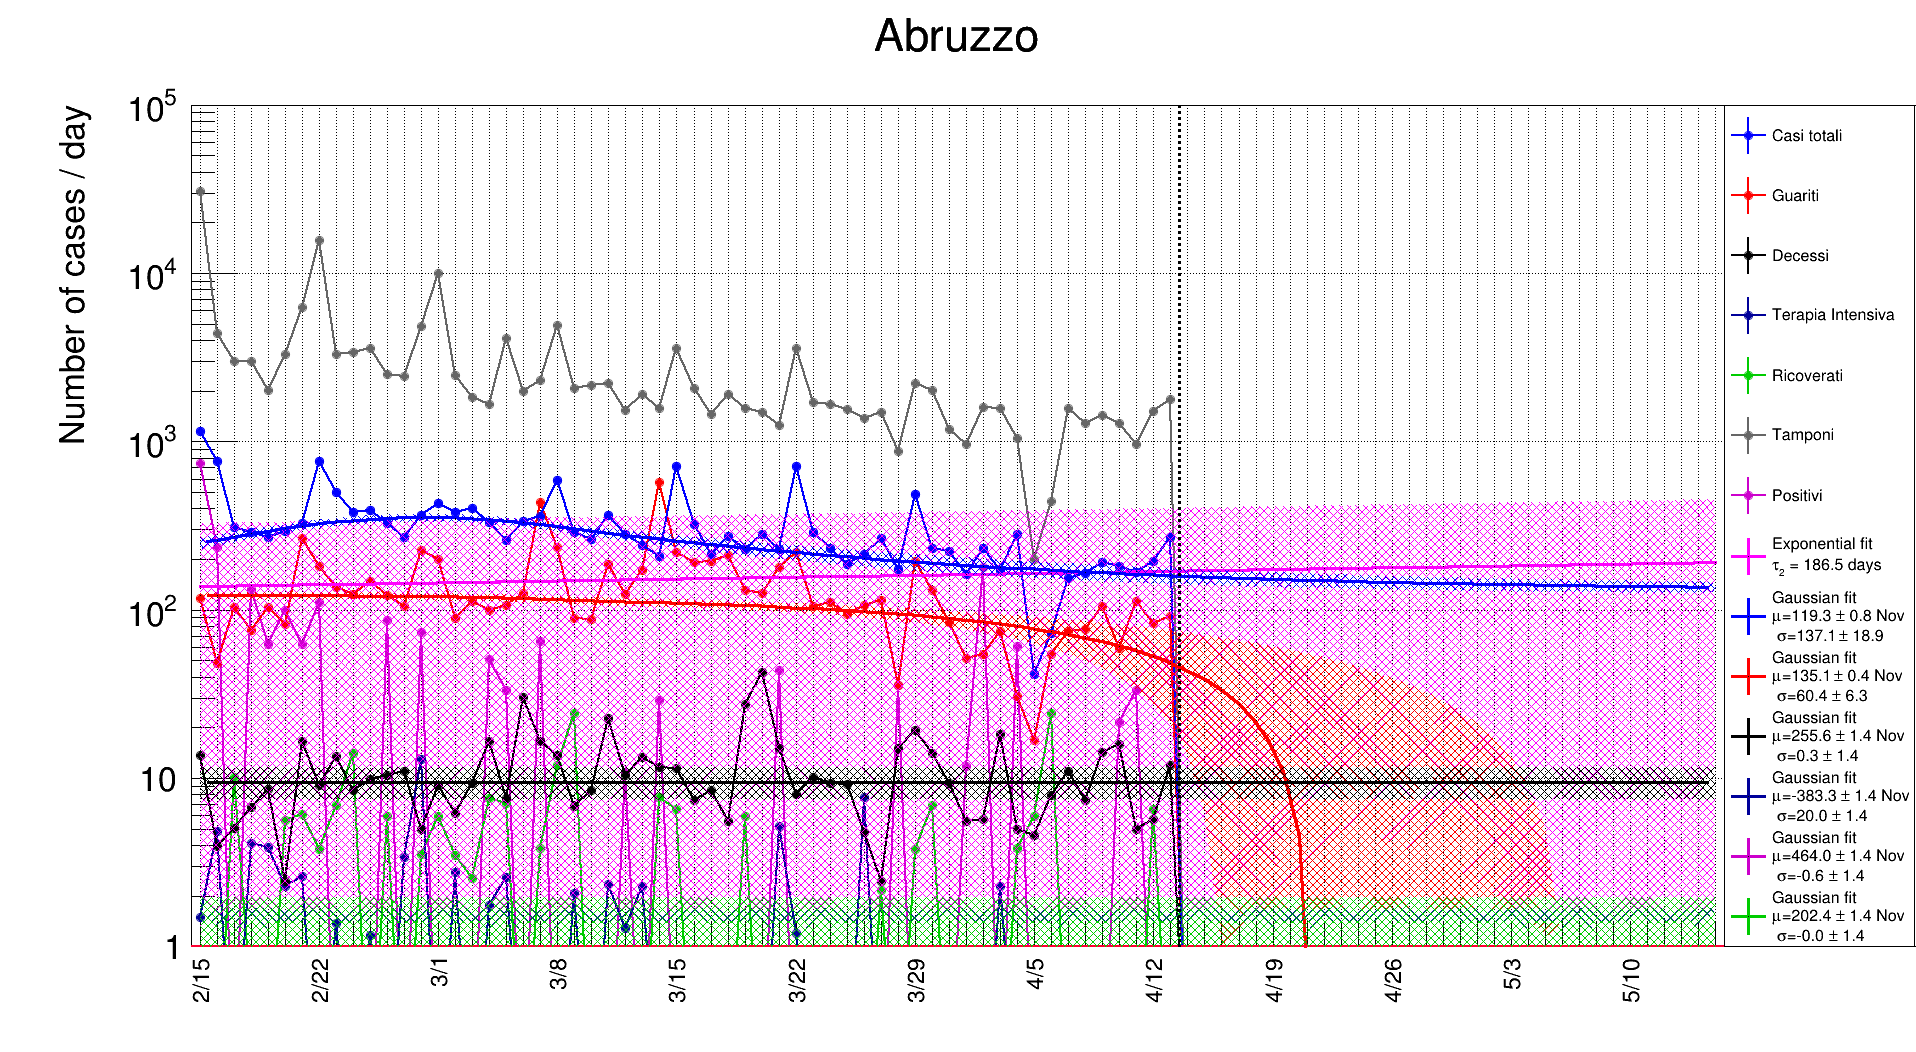 Abruzzo
Number of cases / day
10^5
10^4
10^3
10^2
10
1
2/15
2/22
3/1
3/8
3/15
3/22
3/29
4/5
4/12
4/19
4/26
5/3
5/10
Casi totali
Guariti
Decessi
Terapia Intensiva
Ricoverati
Tamponi
Positivi
Exponential fit
τ₂ = 186.5 days
Gaussian fit
μ=119.3 ± 0.8 Nov
σ=137.1 ± 18.9
Gaussian fit
μ=135.1 ± 0.4 Nov
σ=60.4 ± 6.3
Gaussian fit
μ=255.6 ± 1.4 Nov
σ=0.3 ± 1.4
Gaussian fit
μ=-383.3 ± 1.4 Nov
σ=20.0 ± 1.4
Gaussian fit
μ=464.0 ± 1.4 Nov
σ=-0.6 ± 1.4
Gaussian fit
μ=202.4 ± 1.4 Nov
σ=-0.0 ± 1.4